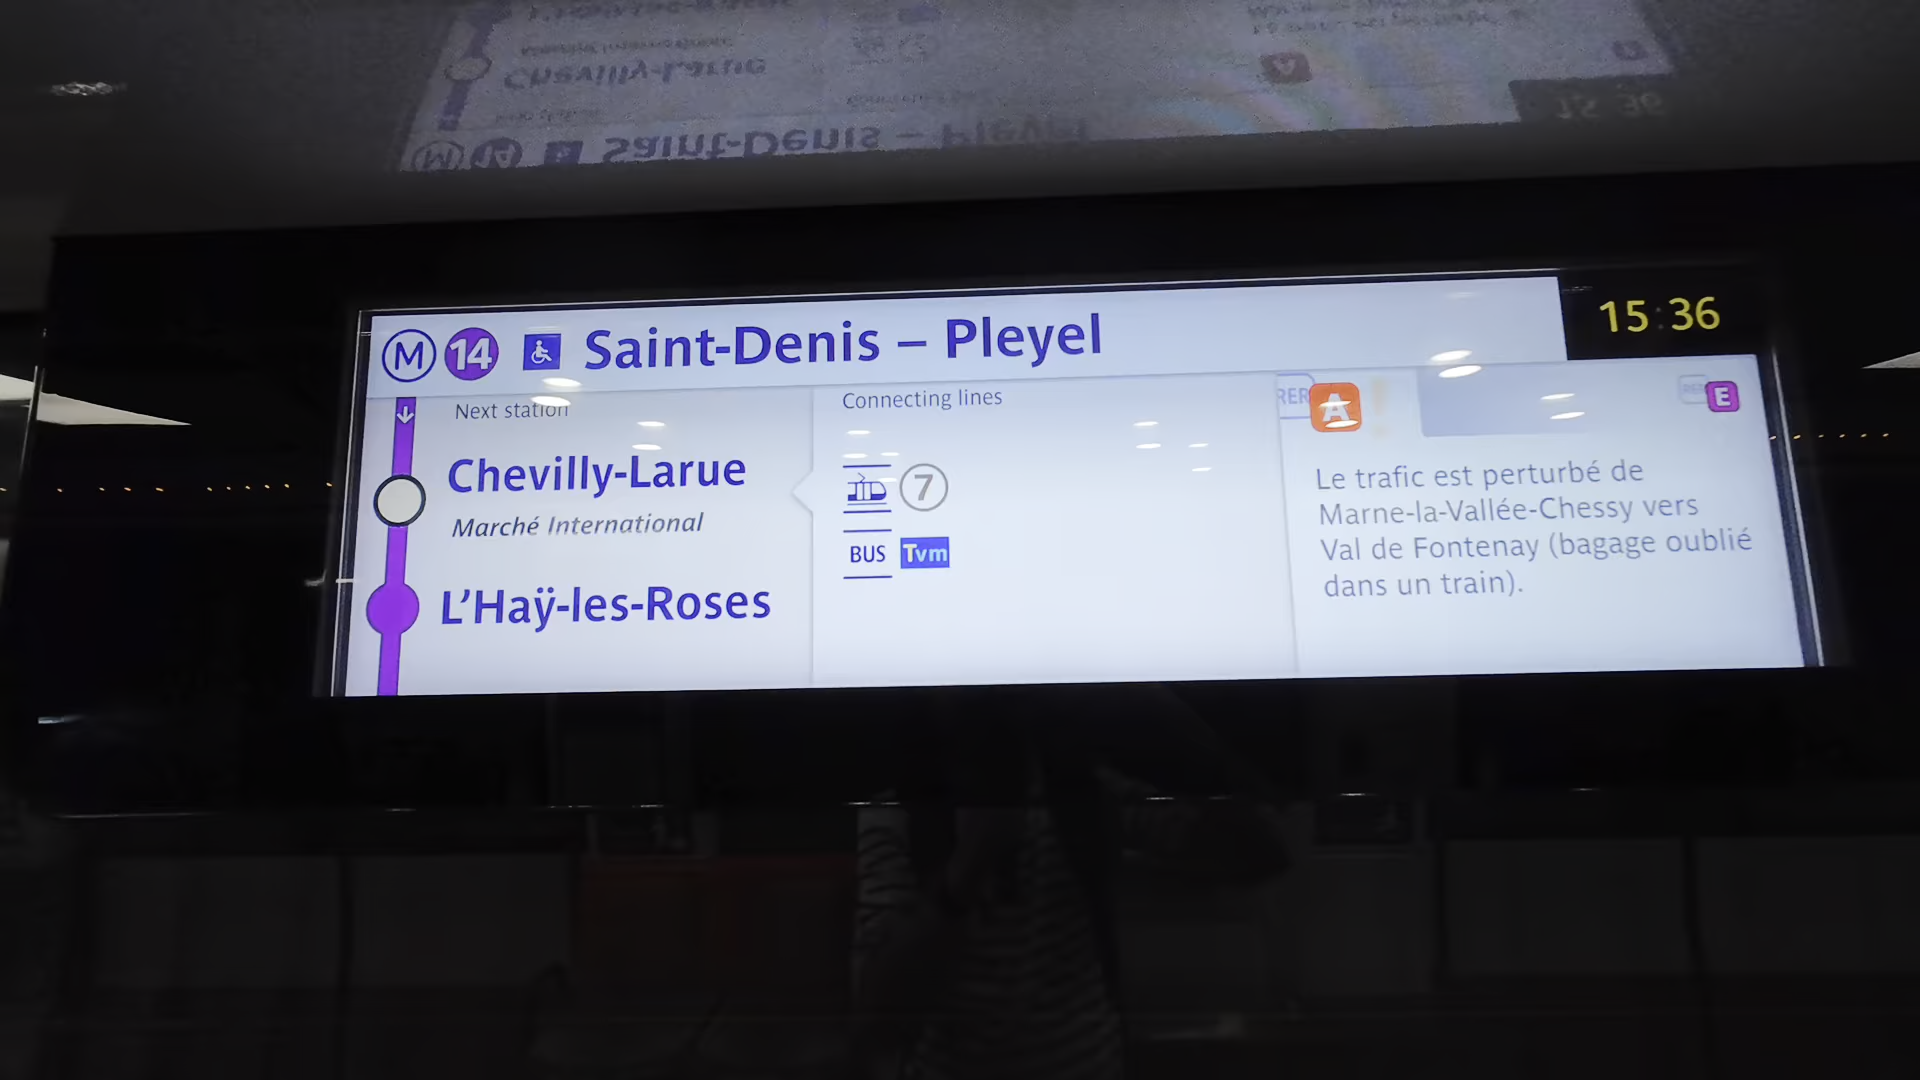 M 14 Saint-Denis – Pleyel
15:36
Next station
Chevilly-Larue
Marché International
L'Haÿ-les-Roses
Connecting lines
7
BUS Tvm
RER A
RER E
Le trafic est perturbé de
Marne-la-Vallée-Chessy vers
Val de Fontenay (bagage oublié
dans un train).